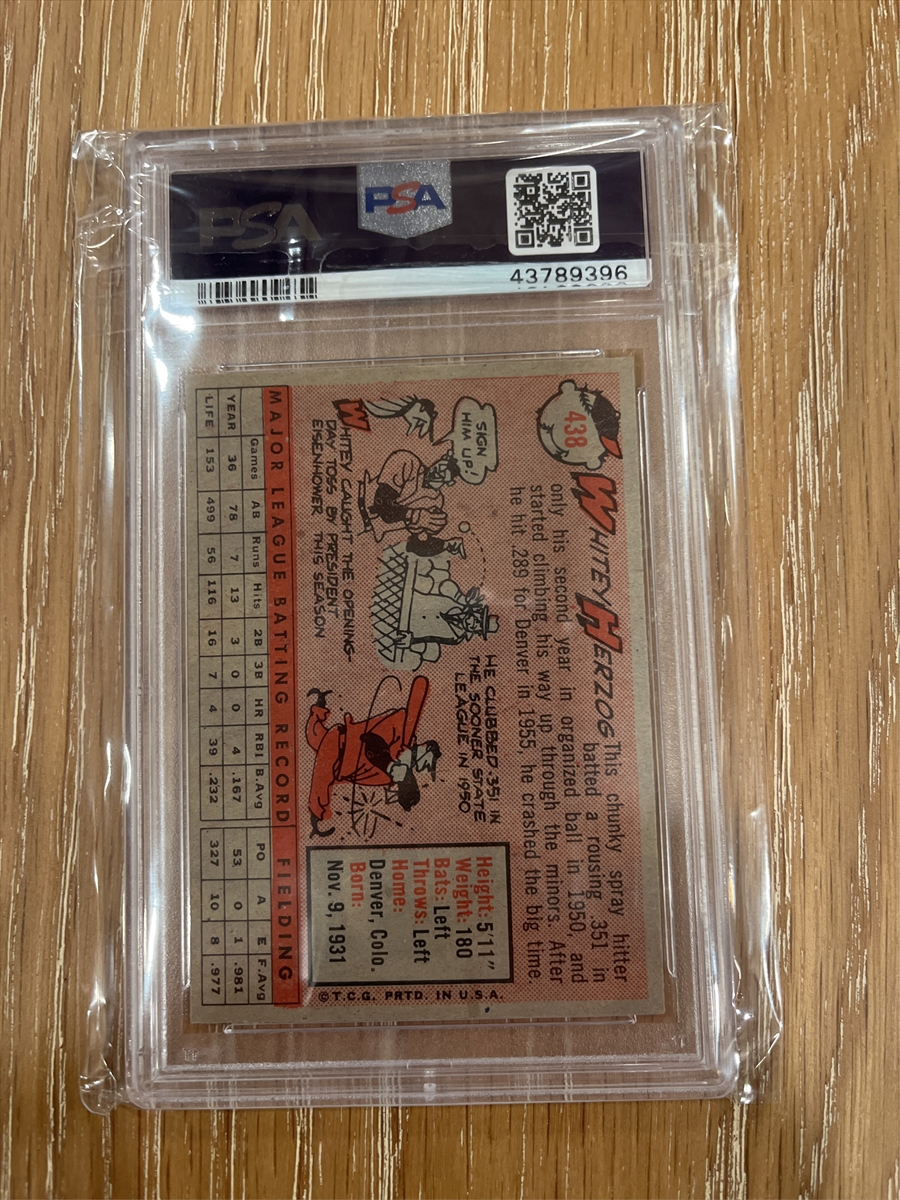 PSA
PSA
43789396
438
WHITEY HERZOG
This chunky spray hitter
batted a rousing .351 in
only his second year in organized ball in 1950, and
started climbing his way up through the minors. After
he hit .289 for Denver in 1955, he crashed the big time.
SIGN
HIM UP!
WHITEY CAUGHT THE OPENING-
DAY TOSS BY PRESIDENT
EISENHOWER THIS SEASON
HE CLUBBED .351 IN
THE SOONER STATE
LEAGUE IN 1950
Height: 5'11"
Weight: 180
Bats: Left
Throws: Left
Home:
Denver, Colo.
Born:
Nov. 9, 1931
MAJOR LEAGUE BATTING RECORD FIELDING
Games AB Runs Hits 2B 3B HR RBI B.Avg PO A E F.Avg
YEAR 36 78 7 13 3 0 0 4 .167 53 0 1 .981
LIFE 153 499 56 116 16 7 4 39 .232 327 10 8 .977
©T.C.G. PRTD. IN U.S.A.